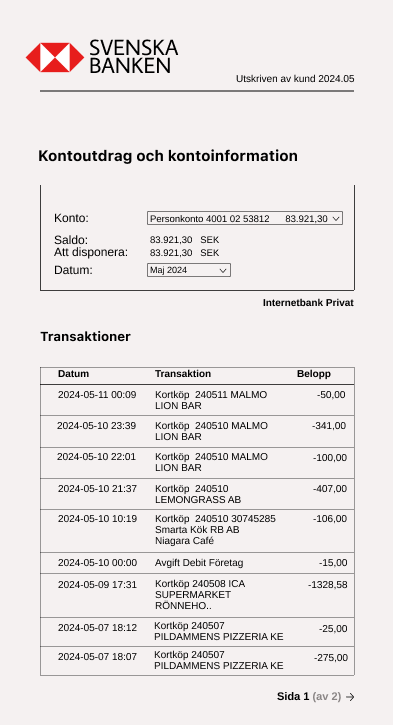 SVENSKA
BANKEN
Utskriven av kund 2024.05
Kontoutdrag och kontoinformation
Konto: Personkonto 4001 02 53812 83.921,30
Saldo: 83.921,30 SEK
Att disponera: 83.921,30 SEK
Datum: Maj 2024
Internetbank Privat
Transaktioner
Datum Transaktion Belopp
2024-05-11 00:09 Kortköp 240511 MALMO -50,00
LION BAR
2024-05-10 23:39 Kortköp 240510 MALMO -341,00
LION BAR
2024-05-10 22:01 Kortköp 240510 MALMO -100,00
LION BAR
2024-05-10 21:37 Kortköp 240510 -407,00
LEMONGRASS AB
2024-05-10 10:19 Kortköp 240510 30745285 -106,00
Smarta Kök RB AB
Niagara Café
2024-05-10 00:00 Avgift Debit Företag -15,00
2024-05-09 17:31 Kortköp 240508 ICA -1328,58
SUPERMARKET
RÖNNEHO..
2024-05-07 18:12 Kortköp 240507 -25,00
PILDAMMENS PIZZERIA KE
2024-05-07 18:07 Kortköp 240507 -275,00
PILDAMMENS PIZZERIA KE
Sida 1 (av 2) →